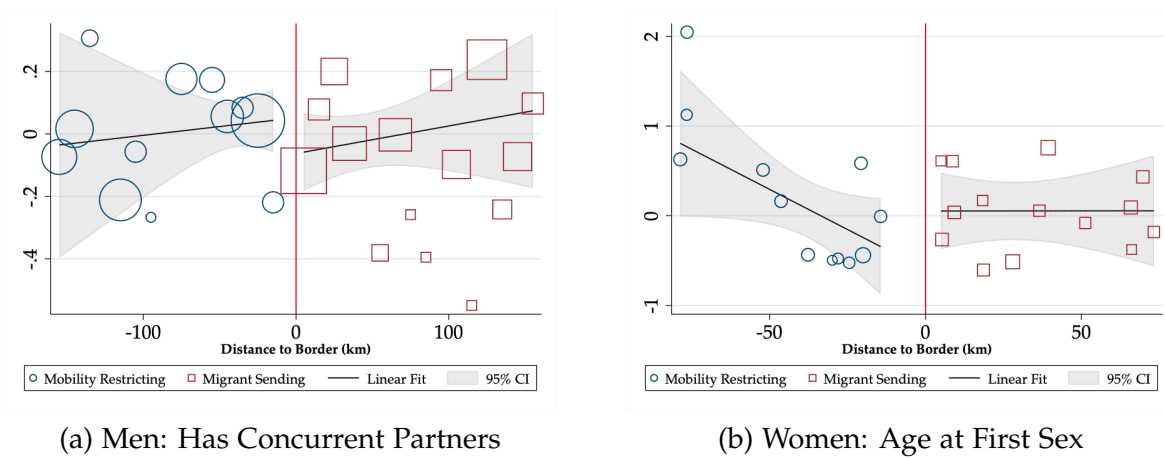 .2
0
-.2
-.4
-100
0
100
Distance to Border (km)
Mobility Restricting
Migrant Sending
Linear Fit
95% CI
(a) Men: Has Concurrent Partners
2
1
0
-1
-50
0
50
Distance to Border (km)
Mobility Restricting
Migrant Sending
Linear Fit
95% CI
(b) Women: Age at First Sex